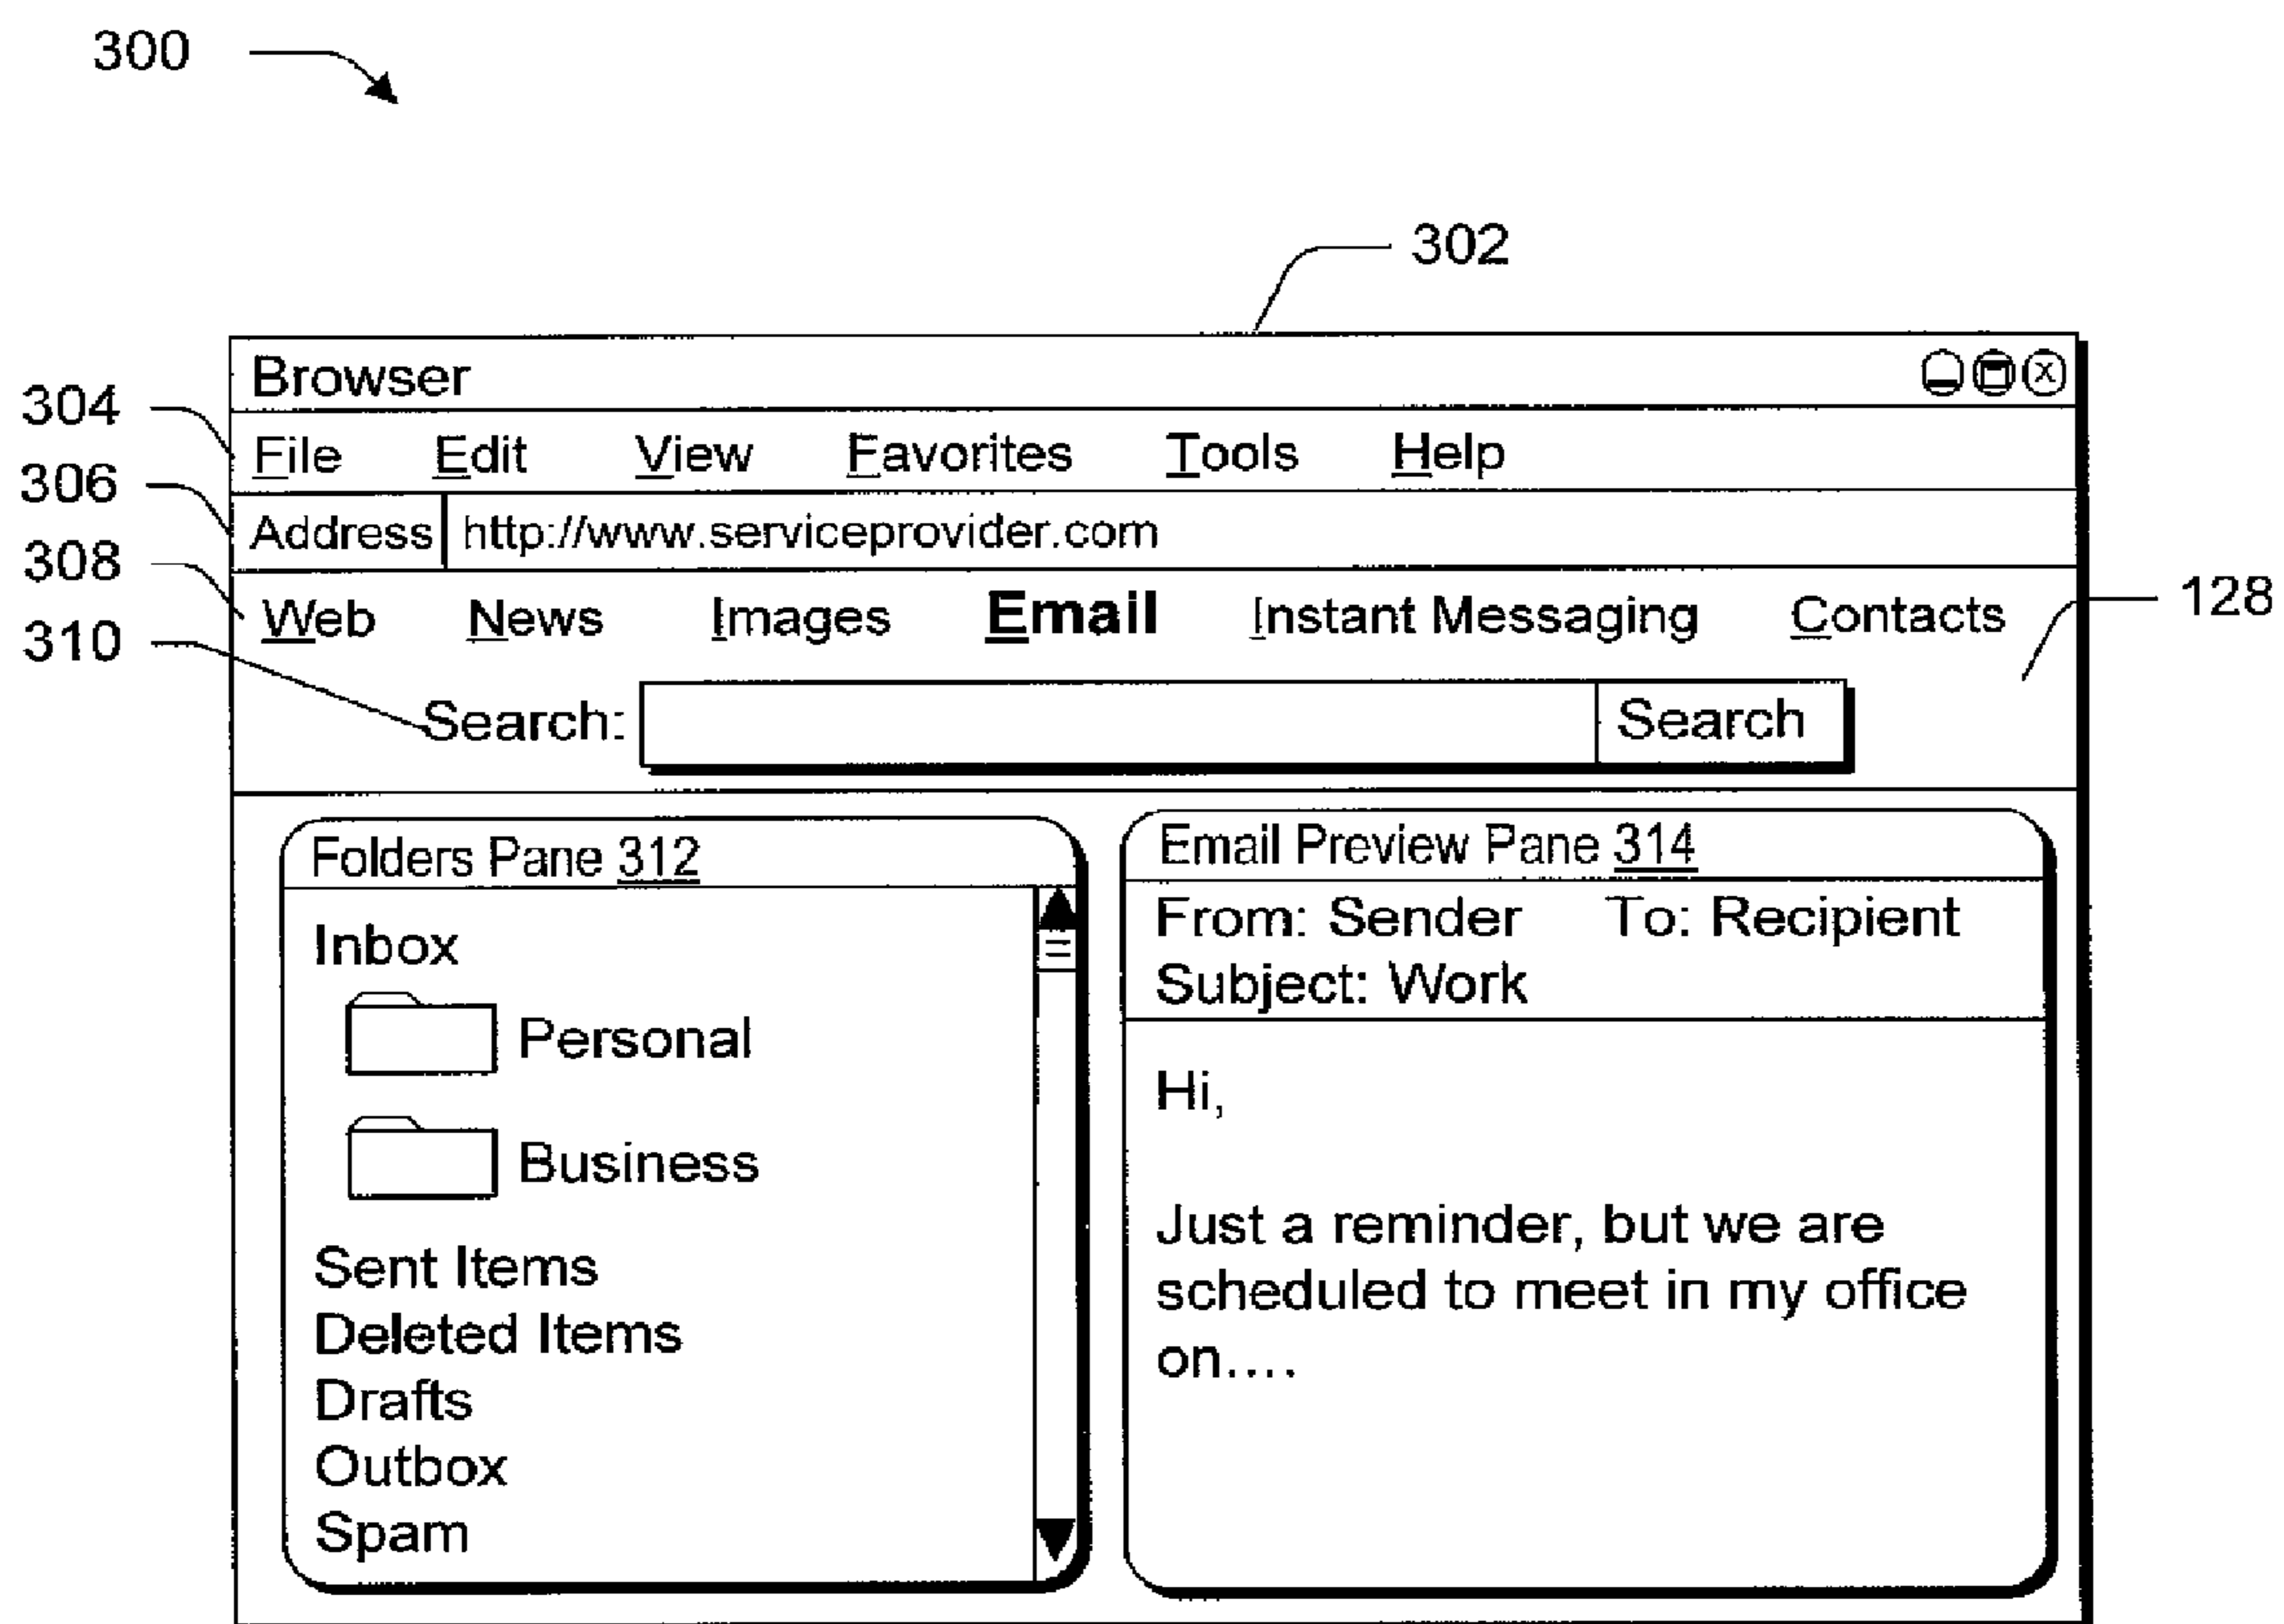 300
302
Browser
304
File Edit View Favorites Tools Help
306
Address http://www.serviceprovider.com
308
Web News Images Email Instant Messaging Contacts
128
310
Search: Search
Folders Pane 312
Inbox
Personal
Business
Sent Items
Deleted Items
Drafts
Outbox
Spam
Email Preview Pane 314
From: Sender To: Recipient
Subject: Work
Hi,
Just a reminder, but we are
scheduled to meet in my office
on....